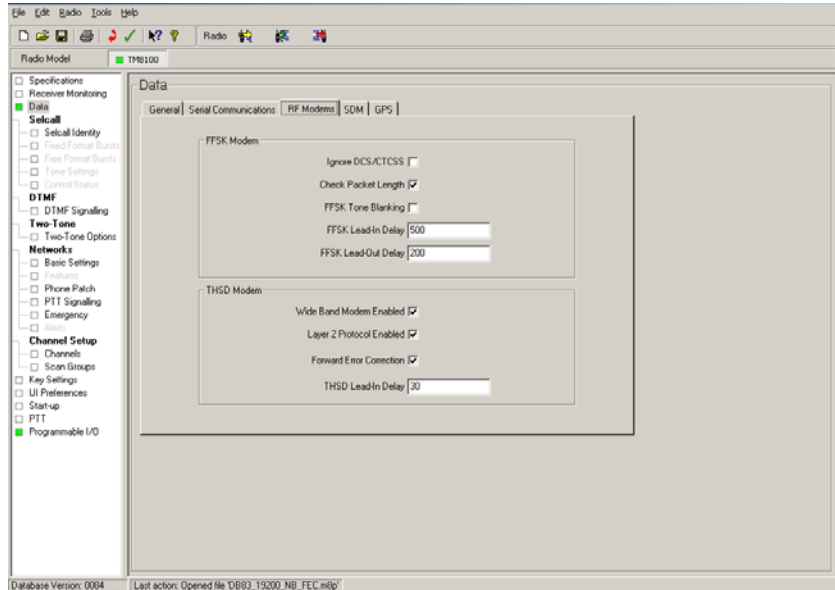 File Edit Radio Tools Help
Radio
Radio Model TM8100
Specifications
Receiver Monitoring
Data
Selcall
Selcall Identity
Fixed Format Bursts
Free Format Bursts
Tone Settings
Control Status
DTMF
DTMF Signalling
Two-Tone
Two-Tone Options
Networks
Basic Settings
Features
Phone Patch
PTT Signalling
Emergency
Alerts
Channel Setup
Channels
Scan Groups
Key Settings
UI Preferences
Start-up
PTT
Programmable I/O
Data
General Serial Communications RF Modems SDM GPS
FFSK Modem
Ignore DCS/CTCSS
Check Packet Length
FFSK Tone Blanking
FFSK Lead-In Delay 500
FFSK Lead-Out Delay 200
THSD Modem
Wide Band Modem Enabled
Layer 2 Protocol Enabled
Forward Error Correction
THSD Lead-In Delay 30
Database Version: 0084 Last action: Opened file 'DB83_19200_NB_FEC.m8p'